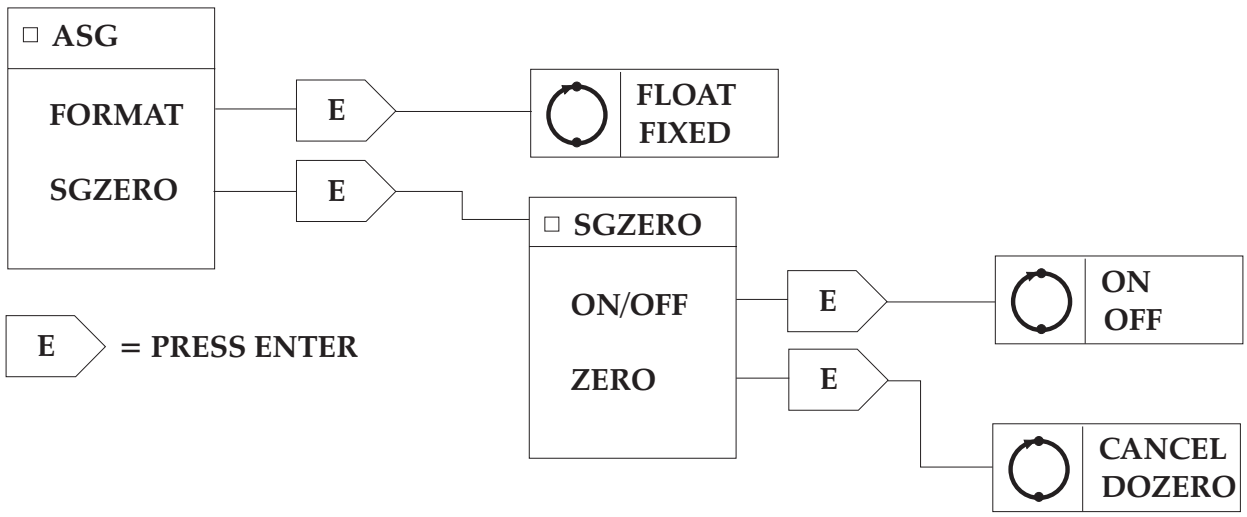 ASG
FORMAT
E
FLOAT
FIXED
SGZERO
E
SGZERO
ON/OFF
E
ON
OFF
E = PRESS ENTER
ZERO
E
CANCEL
DOZERO